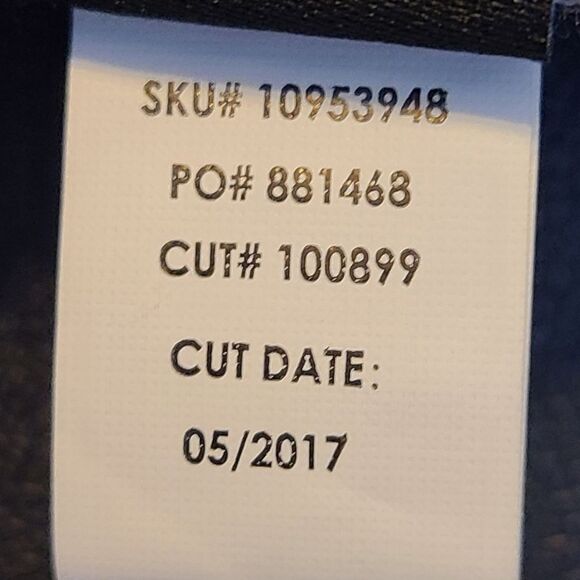 SKU# 10953948
PO# 881468
CUT# 100899
CUT DATE:
05/2017